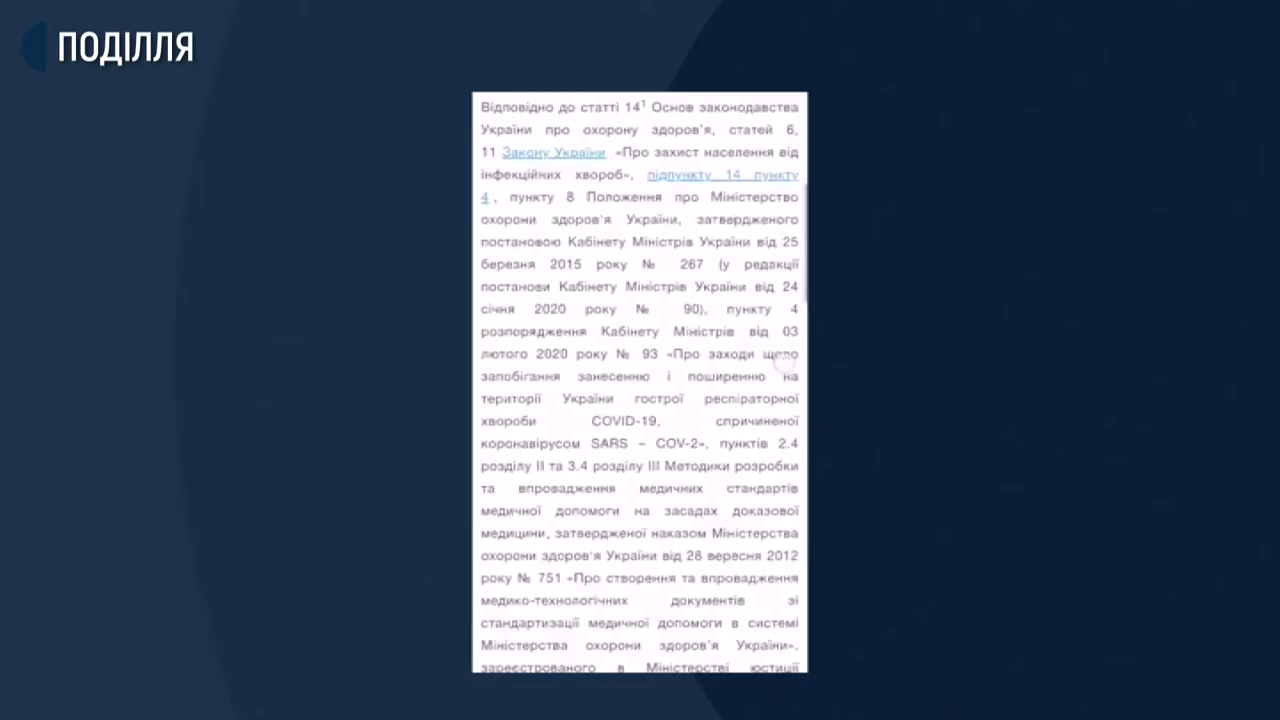 ПОДІЛЛЯ
Відповідно до статті 14¹ Основ законодавства
України про охорону здоров'я, статей 6,
11 Закону України «Про захист населення від
інфекційних хвороб», підпункту 14 пункту
4 , пункту 8 Положення про Міністерство
охорони здоров'я України, затвердженого
постановою Кабінету Міністрів України від 25
березня 2015 року № 267 (у редакції
постанови Кабінету Міністрів України від 24
січня 2020 року № 90), пункту 4
розпорядження Кабінету Міністрів від 03
лютого 2020 року № 93 «Про заходи щодо
запобігання занесенню і поширенню на
території України гострої респіраторної
хвороби COVID-19, спричиненої
коронавірусом SARS – COV-2», пунктів 2.4
розділу II та 3.4 розділу III Методики розробки
та впровадження медичних стандартів
медичної допомоги на засадах доказової
медицини, затвердженої наказом Міністерства
охорони здоров'я України від 28 вересня 2012
року № 751 «Про створення та впровадження
медико-технологічних документів зі
стандартизації медичної допомоги в системі
Міністерства охорони здоров'я України»,
зареєстрованого в Міністерстві юстиції